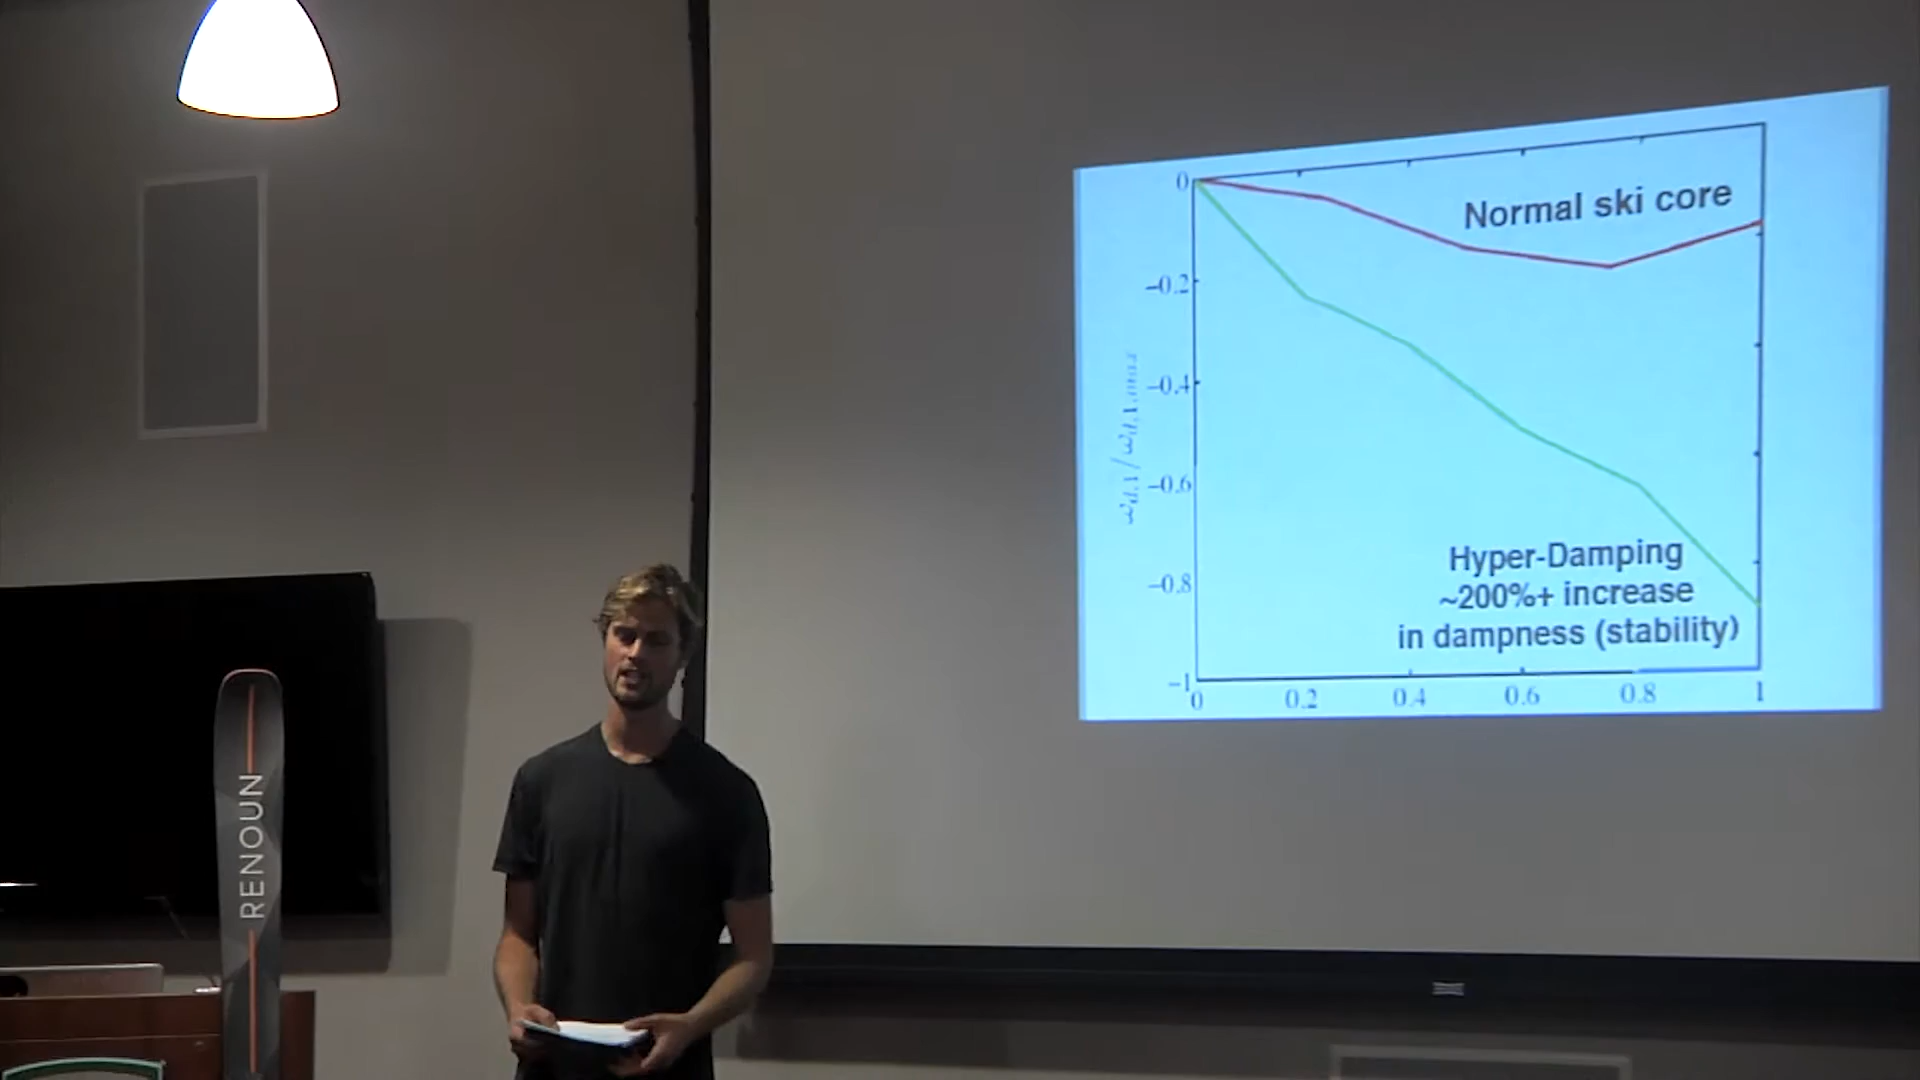 RENOUN
0
Normal ski core
–0.2
–0.4
–0.6
–0.8
Hyper-Damping
~200%+ increase
in dampness (stability)
–1
0 0.2 0.4 0.6 0.8 1